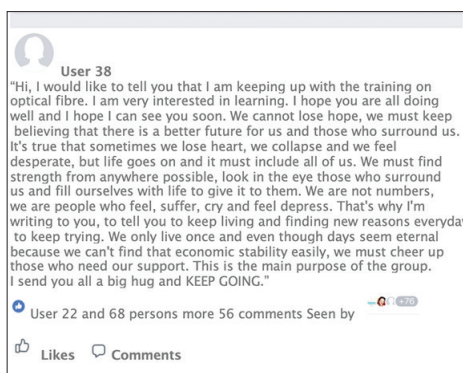 User 38
“Hi, I would like to tell you that I am keeping up with the training on
optical fibre. I am very interested in learning. I hope you are all doing
well and I hope I can see you soon. We cannot lose hope, we must keep
believing that there is a better future for us and those who surround us.
It's true that sometimes we lose heart, we collapse and we feel
desperate, but life goes on and it must include all of us. We must find
strength from anywhere possible, look in the eye those who surround
us and fill ourselves with life to give it to them. We are not numbers,
we are people who feel, suffer, cry and feel depress. That's why I'm
writing to you, to tell you to keep living and finding new reasons everyday
to keep trying. We only live once and even though days seem eternal
because we can't find that economic stability easily, we must cheer up
those who need our support. This is the main purpose of the group.
I send you all a big hug and KEEP GOING.”
User 22 and 68 persons more 56 comments Seen by +76
Likes Comments